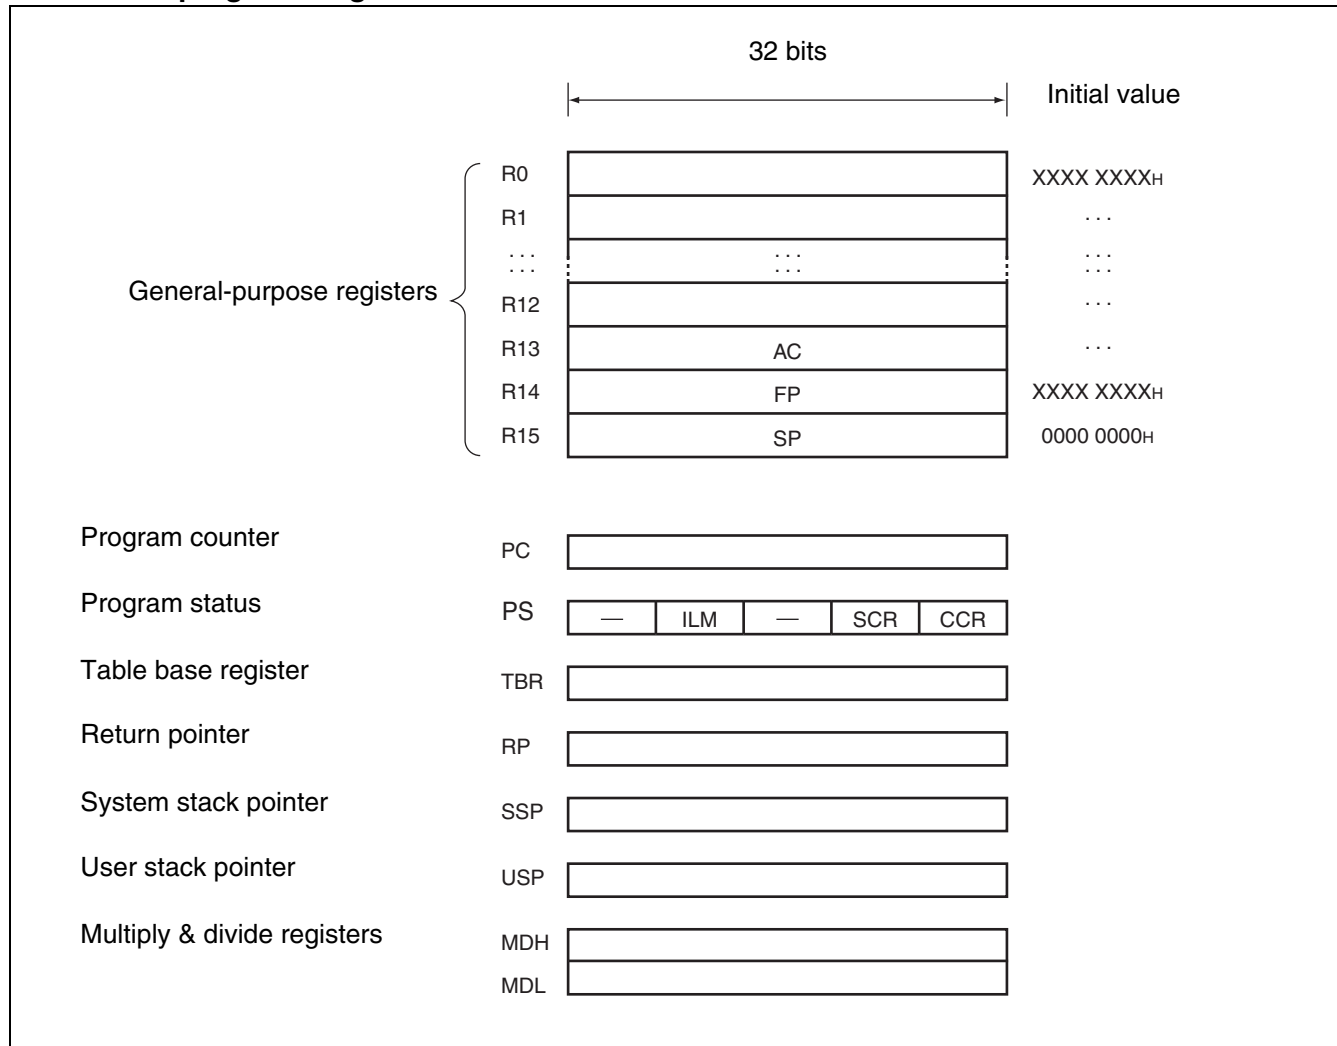 32 bits
Initial value
R0 XXXX XXXXH
R1 . . .
. . . . . . . . .
. . . . . . . . .
General-purpose registers
R12 . . .
R13 AC . . .
R14 FP XXXX XXXXH
R15 SP 0000 0000H
Program counter PC
Program status PS — ILM — SCR CCR
Table base register TBR
Return pointer RP
System stack pointer SSP
User stack pointer USP
Multiply & divide registers MDH
MDL